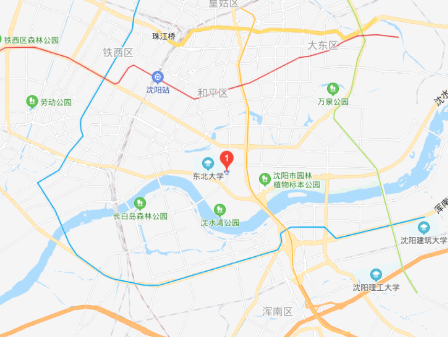 皇姑区
珠江桥
铁西区森林公园
铁西区
大东区
沈阳站
和平区
劳动公园
万泉公园
沈水
1
东北大学
沈阳市园林
植物标本公园
长白岛森林公园
沈水湾公园
浑南
沈阳建筑大学
沈阳理工大学
浑南区